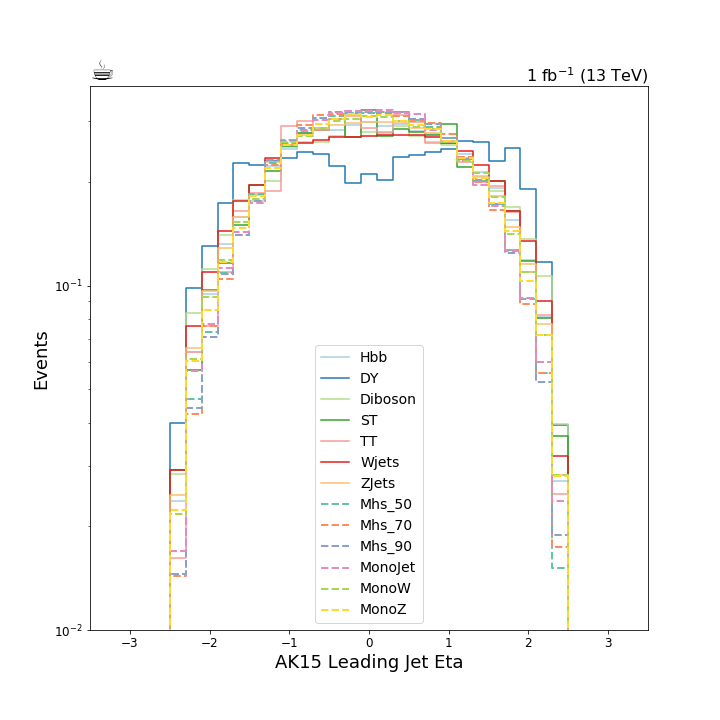 ☕ 1 fb⁻¹ (13 TeV)
Events
10⁻¹
10⁻²
Hbb
DY
Diboson
ST
TT
Wjets
ZJets
Mhs_50
Mhs_70
Mhs_90
MonoJet
MonoW
MonoZ
−3 −2 −1 0 1 2 3
AK15 Leading Jet Eta